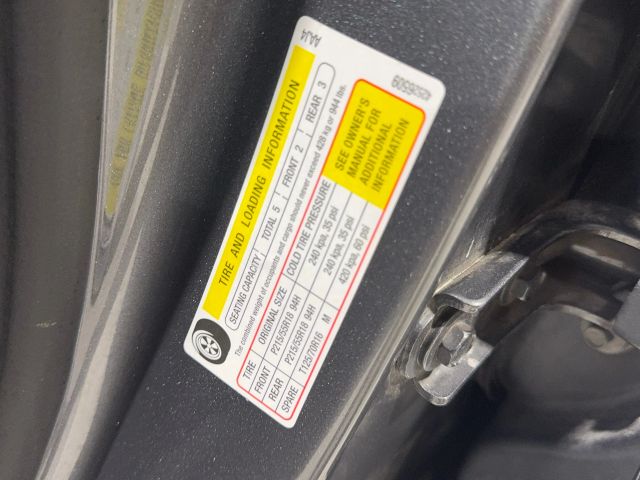 AAJ4
42526509
TIRE AND LOADING INFORMATION
SEATING CAPACITY TOTAL 5 FRONT 2 REAR 3
The combined weight of occupants and cargo should never exceed 428 kg or 944 lbs.
TIRE ORIGINAL SIZE COLD TIRE PRESSURE
FRONT P215/55R18 94H 240 kpa, 35 psi
REAR P215/55R18 94H 240 kpa, 35 psi
SPARE T125/70R16 M 420 kpa, 60 psi
SEE OWNER'S
MANUAL FOR
ADDITIONAL
INFORMATION